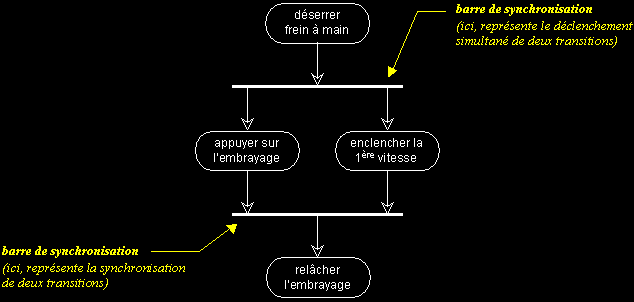 déserrer
frein à main
barre de synchronisation
(ici, représente le déclenchement
simultané de deux transitions)
appuyer sur
l'embrayage
enclencher la
1ère vitesse
barre de synchronisation
(ici, représente la synchronisation
de deux transitions)
relâcher
l'embrayage